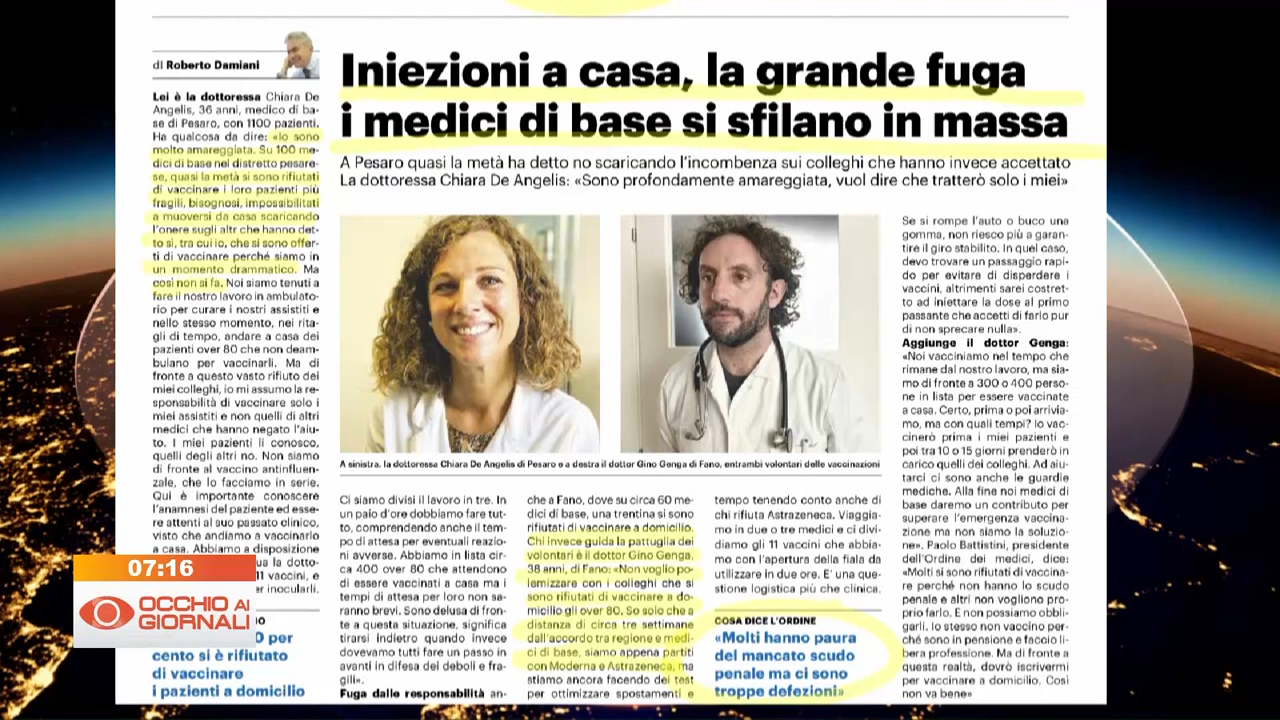 di Roberto Damiani
Lei è la dottoressa Chiara De
Angelis, 36 anni, medico di ba-
se di Pesaro, con 1100 pazienti.
Ha qualcosa da dire: «Io sono
molto amareggiata. Su 100 me-
dici di base nel distretto pesare-
se, quasi la metà si sono rifiutati
di vaccinare i loro pazienti più
fragili, bisognosi, impossibilitati
a muoversi da casa scaricando
l'onere sugli altr che hanno det-
to sì, tra cui io, che si sono offer-
ti di vaccinare perché siamo in
un momento drammatico. Ma
così non si fa. Noi siamo tenuti a
fare il nostro lavoro in ambulato-
rio per curare i nostri assistiti e
nello stesso momento, nei rita-
gli di tempo, andare a casa dei
pazienti over 80 che non deam-
bulano per vaccinarli. Ma di
fronte a questo vasto rifiuto dei
miei colleghi, io mi assumo la re-
sponsabilità di vaccinare solo i
miei assistiti e non quelli di altri
medici che hanno negato l'aiu-
to. I miei pazienti li conosco,
quelli degli altri no. Non siamo
di fronte al vaccino antinfluen-
zale, che lo facciamo in serie.
Qui è importante conoscere
l'anamnesi del paziente ed esse-
re attenti al suo passato clinico,
visto che andiamo a vaccinarlo
a casa. Abbiamo a disposizione
ua la dotto-
11 vaccini, e
er inocularli.
07:16
OCCHIO AI
GIORNALI
O
0 per
cento si è rifiutato
di vaccinare
i pazienti a domicilio
Iniezioni a casa, la grande fuga
i medici di base si sfilano in massa
A Pesaro quasi la metà ha detto no scaricando l'incombenza sui colleghi che hanno invece accettato
La dottoressa Chiara De Angelis: «Sono profondamente amareggiata, vuol dire che tratterò solo i miei»
A sinistra, la dottoressa Chiara De Angelis di Pesaro e a destra il dottor Gino Genga di Fano, entrambi volontari delle vaccinazioni
Ci siamo divisi il lavoro in tre. In
un paio d'ore dobbiamo fare tut-
to, comprendendo anche il tem-
po di attesa per eventuali reazio-
ni avverse. Abbiamo in lista cir-
ca 400 over 80 che attendono
di essere vaccinati a casa ma i
tempi di attesa per loro non sa-
ranno brevi. Sono delusa di fron-
te a questa situazione, significa
tirarsi indietro quando invece
dovevamo tutti fare un passo in
avanti in difesa dei deboli e fra-
gili».
Fuga dalle responsabilità an-
che a Fano, dove su circa 60 me-
dici di base, una trentina si sono
rifiutati di vaccinare a domicilio.
Chi invece guida la pattuglia dei
volontari è il dottor Gino Genga,
38 anni, di Fano: «Non voglio po-
lemizzare con i colleghi che si
sono rifiutati di vaccinare a do-
micilio gli over 80. So solo che a
distanza di circa tre settimane
dall'accordo tra regione e medi-
ci di base, siamo appena partiti
con Moderna e Astrazeneca, ma
stiamo ancora facendo dei test
per ottimizzare spostamenti e
tempo tenendo conto anche di
chi rifiuta Astrazeneca. Viaggia-
mo in due o tre medici e ci divi-
diamo gli 11 vaccini che abbia-
mo con l'apertura della fiala da
utilizzare in due ore. E' una que-
stione logistica più che clinica.
COSA DICE L'ORDINE
«Molti hanno paura
del mancato scudo
penale ma ci sono
troppe defezioni»
Se si rompe l'auto o buco una
gomma, non riesco più a garan-
tire il giro stabilito. In quel caso,
devo trovare un passaggio rapi-
do per evitare di disperdere i
vaccini, altrimenti sarei costret-
to ad iniettare la dose al primo
passante che accetti di farlo pur
di non sprecare nulla».
Aggiunge il dottor Genga:
«Noi vacciniamo nel tempo che
rimane dal nostro lavoro, ma sia-
mo di fronte a 300 o 400 perso-
ne in lista per essere vaccinate
a casa. Certo, prima o poi arrivia-
mo, ma con quali tempi? Io vac-
cinerò prima i miei pazienti e
poi tra 10 o 15 giorni prenderò in
carico quelli dei colleghi. Ad aiu-
tarci ci sono anche le guardie
mediche. Alla fine noi medici di
base daremo un contributo per
superare l'emergenza vaccina-
zione ma non siamo la soluzio-
ne». Paolo Battistini, presidente
dell'Ordine dei medici, dice:
«Molti si sono rifiutati di vaccina-
re perché non hanno lo scudo
penale e altri non vogliono pro-
prio farlo. E non possiamo obbli-
garli. Io stesso non vaccino per-
ché sono in pensione e faccio li-
bera professione. Ma di fronte a
questa realtà, dovrò iscrivermi
per vaccinare a domicilio. Così
non va bene»